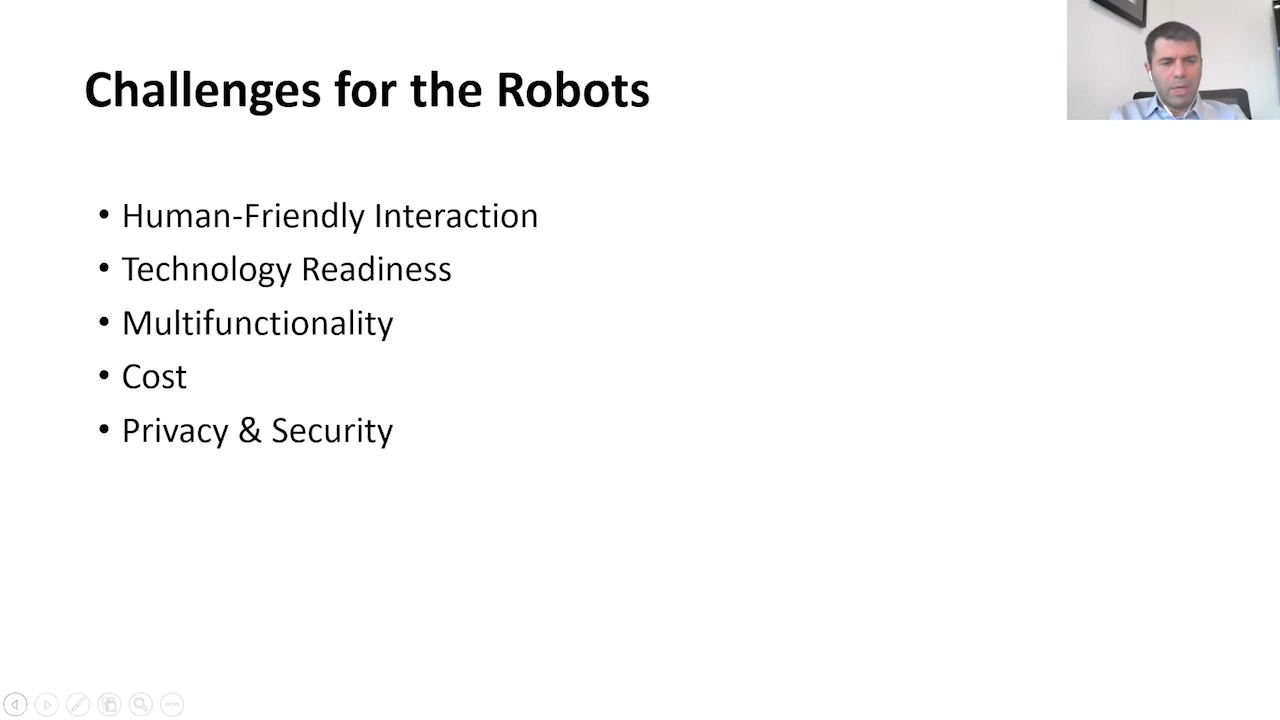 Challenges for the Robots
• Human-Friendly Interaction
• Technology Readiness
• Multifunctionality
• Cost
• Privacy & Security